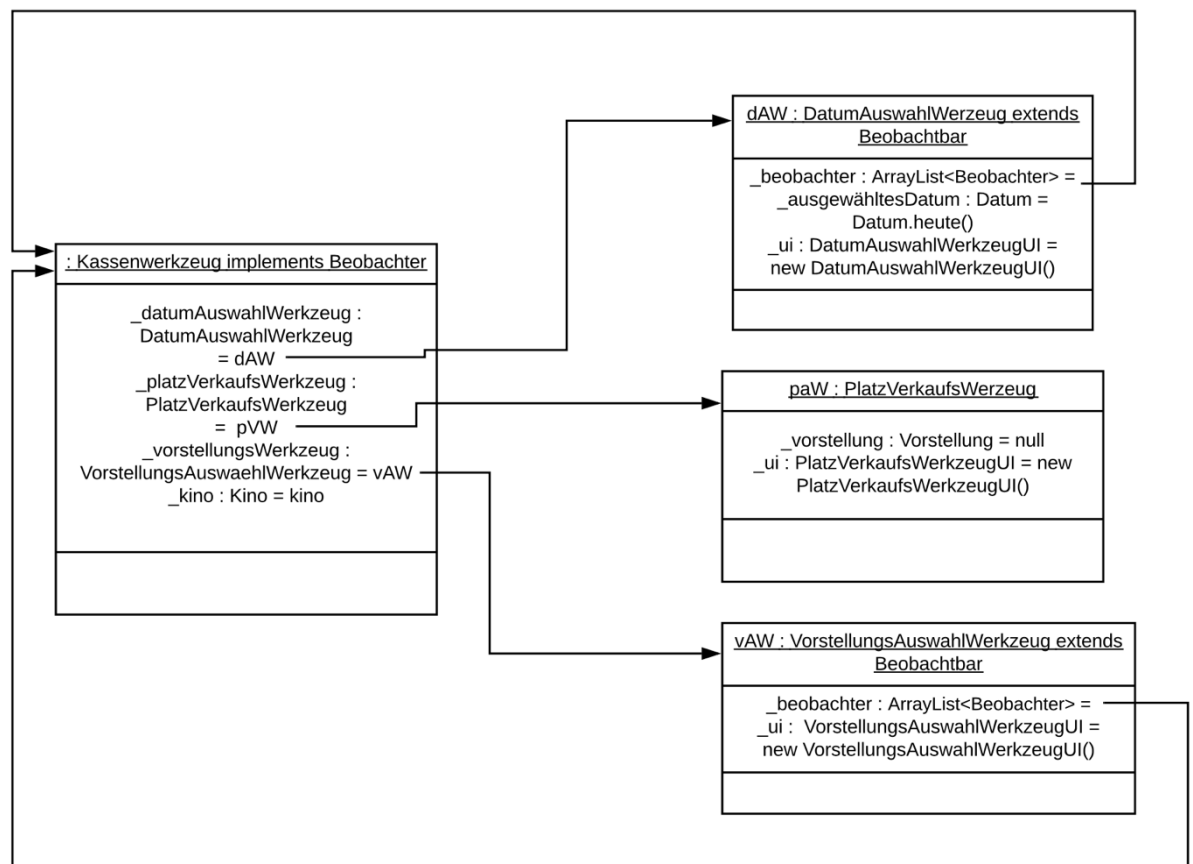 dAW : DatumAuswahlWerzeug extends
Beobachtbar
_beobachter : ArrayList<Beobachter> =
_ausgewähltesDatum : Datum =
Datum.heute()
_ui : DatumAuswahlWerkzeugUI =
new DatumAuswahlWerkzeugUI()
: Kassenwerkzeug implements Beobachter
_datumAuswahlWerkzeug :
DatumAuswahlWerkzeug
= dAW
_platzVerkaufsWerkzeug :
PlatzVerkaufsWerkzeug
= pVW
_vorstellungsWerkzeug :
VorstellungsAuswaehlWerkzeug = vAW
_kino : Kino = kino
paW : PlatzVerkaufsWerzeug
_vorstellung : Vorstellung = null
_ui : PlatzVerkaufsWerkzeugUI = new
PlatzVerkaufsWerkzeugUI()
vAW : VorstellungsAuswahlWerkzeug extends
Beobachtbar
_beobachter : ArrayList<Beobachter> =
_ui : VorstellungsAuswahlWerkzeugUI =
new VorstellungsAuswahlWerkzeugUI()